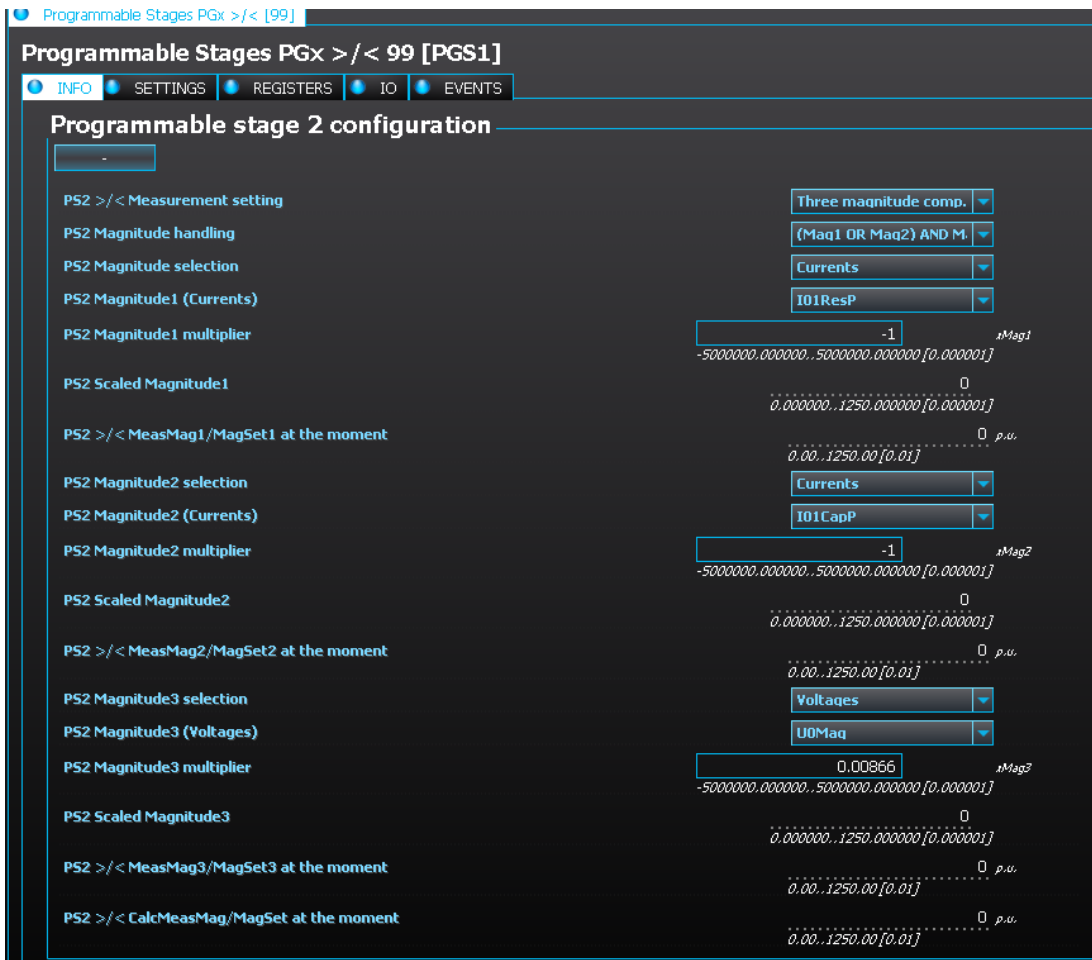 Programmable Stages PGx >/< [99]
Programmable Stages PGx >/< 99 [PGS1]
INFO SETTINGS REGISTERS IO EVENTS
Programmable stage 2 configuration
-
PS2 >/< Measurement setting Three magnitude comp.
PS2 Magnitude handling (Mag1 OR Mag2) AND M.
PS2 Magnitude selection Currents
PS2 Magnitude1 (Currents) I01ResP
PS2 Magnitude1 multiplier -1 xMag1
-5000000.000000..5000000.000000 [0.000001]
PS2 Scaled Magnitude1 0
0.000000..1250.000000 [0.000001]
PS2 >/< MeasMag1/MagSet1 at the moment 0 p.u.
0.00..1250.00 [0.01]
PS2 Magnitude2 selection Currents
PS2 Magnitude2 (Currents) I01CapP
PS2 Magnitude2 multiplier -1 xMag2
-5000000.000000..5000000.000000 [0.000001]
PS2 Scaled Magnitude2 0
0.000000..1250.000000 [0.000001]
PS2 >/< MeasMag2/MagSet2 at the moment 0 p.u.
0.00..1250.00 [0.01]
PS2 Magnitude3 selection Voltages
PS2 Magnitude3 (Voltages) U0Mag
PS2 Magnitude3 multiplier 0.00866 xMag3
-5000000.000000..5000000.000000 [0.000001]
PS2 Scaled Magnitude3 0
0.000000..1250.000000 [0.000001]
PS2 >/< MeasMag3/MagSet3 at the moment 0 p.u.
0.00..1250.00 [0.01]
PS2 >/< CalcMeasMag/MagSet at the moment 0 p.u.
0.00..1250.00 [0.01]